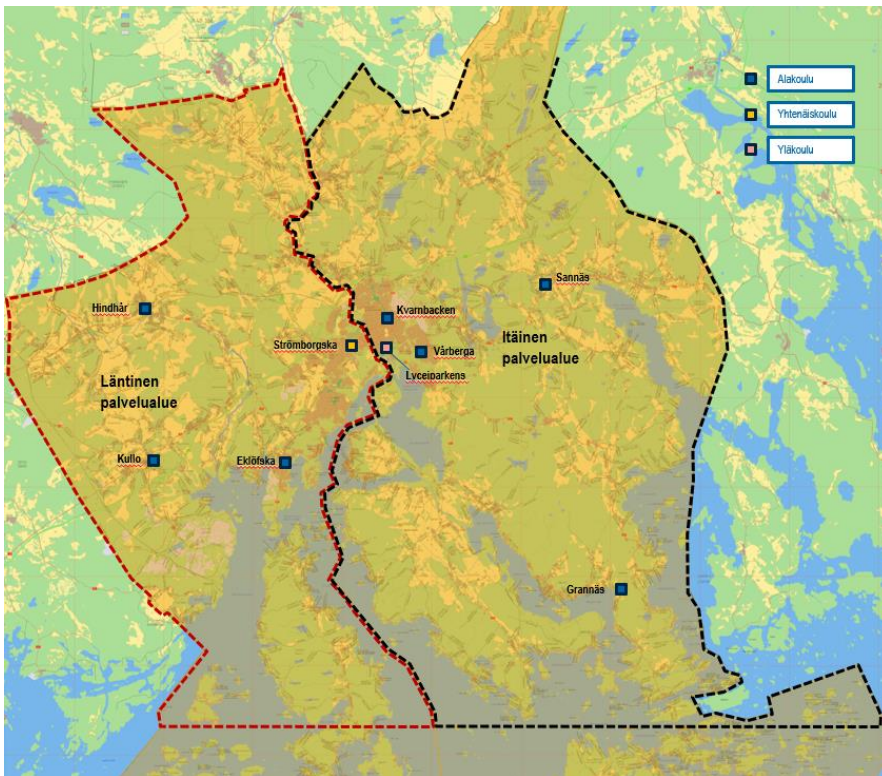 Alakoulu
Yhtenäiskoulu
Yläkoulu
Sannäs
Hindhår
Kvarnbacken
Strömborgska
Vårberga
Itäinen
palvelualue
Lyceiparkens
Läntinen
palvelualue
Kullo
Eklöfska
Grannäs